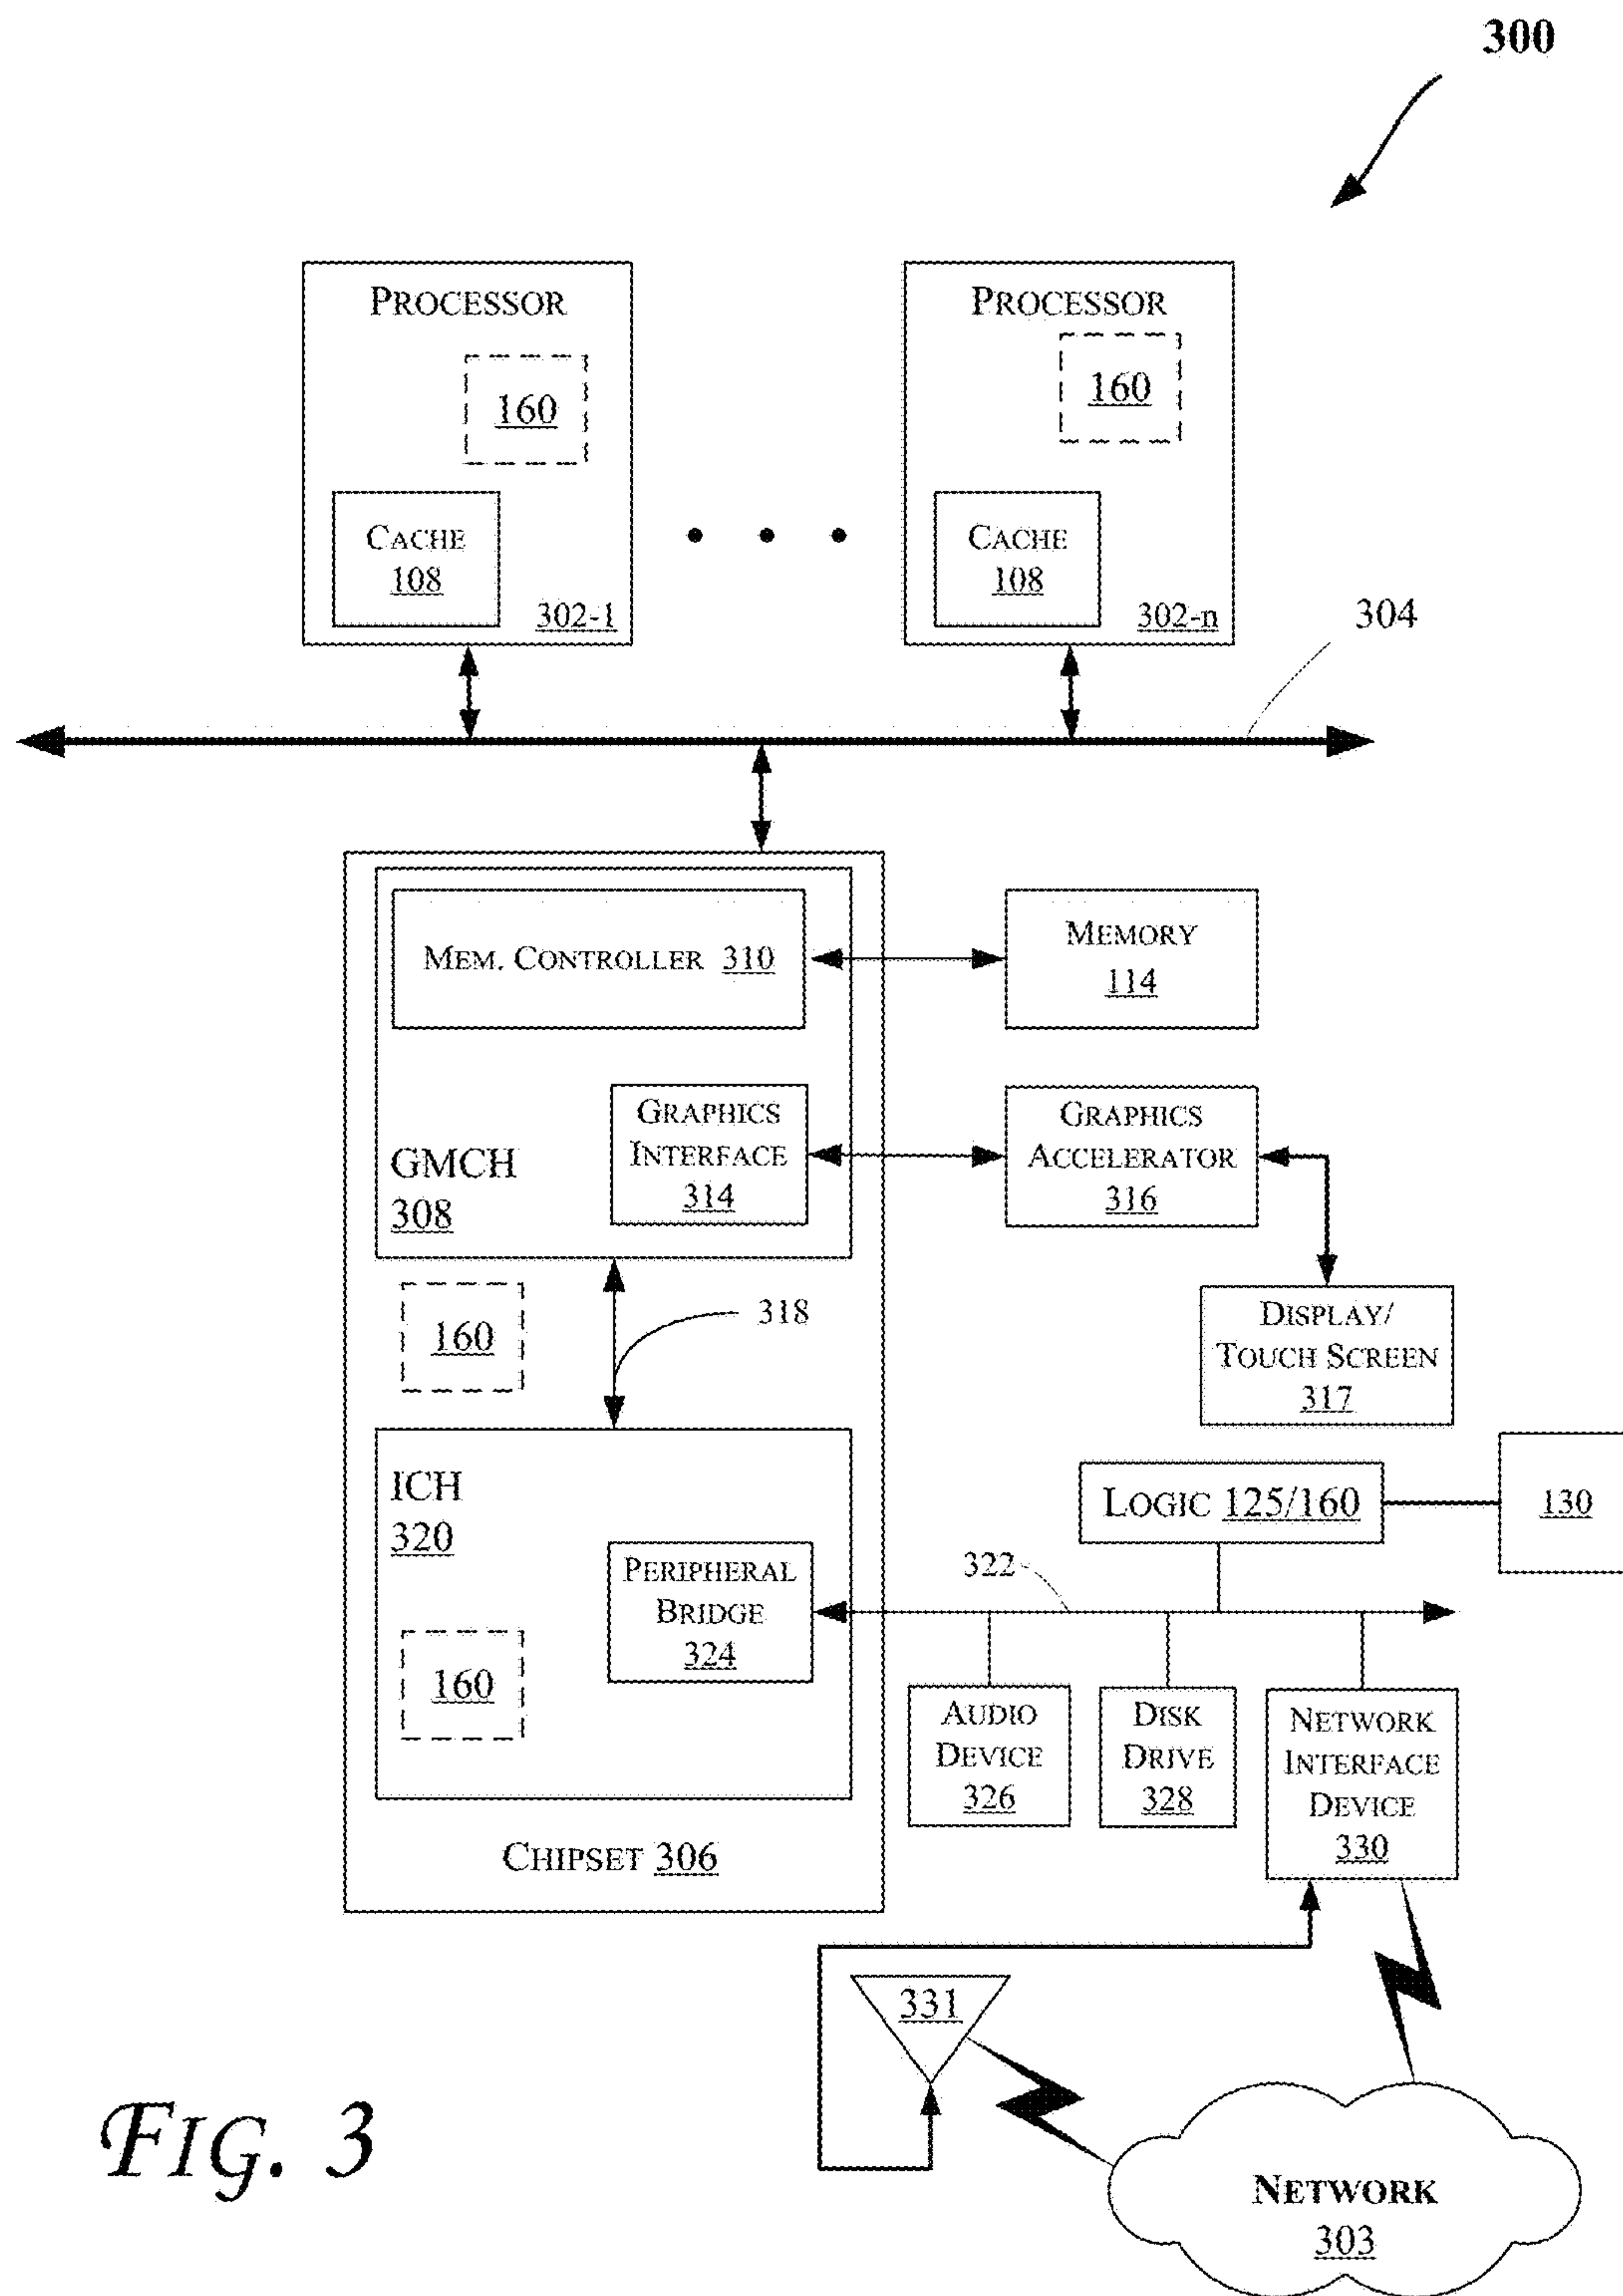 300
PROCESSOR
160
CACHE
108
302-1
PROCESSOR
160
CACHE
108
302-n
304
MEM. CONTROLLER 310
MEMORY
114
GRAPHICS
INTERFACE
314
GMCH
308
GRAPHICS
ACCELERATOR
316
160
318
DISPLAY/
TOUCH SCREEN
317
ICH
320
LOGIC 125/160
130
PERIPHERAL
BRIDGE
324
322
160
AUDIO
DEVICE
326
DISK
DRIVE
328
NETWORK
INTERFACE
DEVICE
330
CHIPSET 306
331
NETWORK
303
FIG. 3